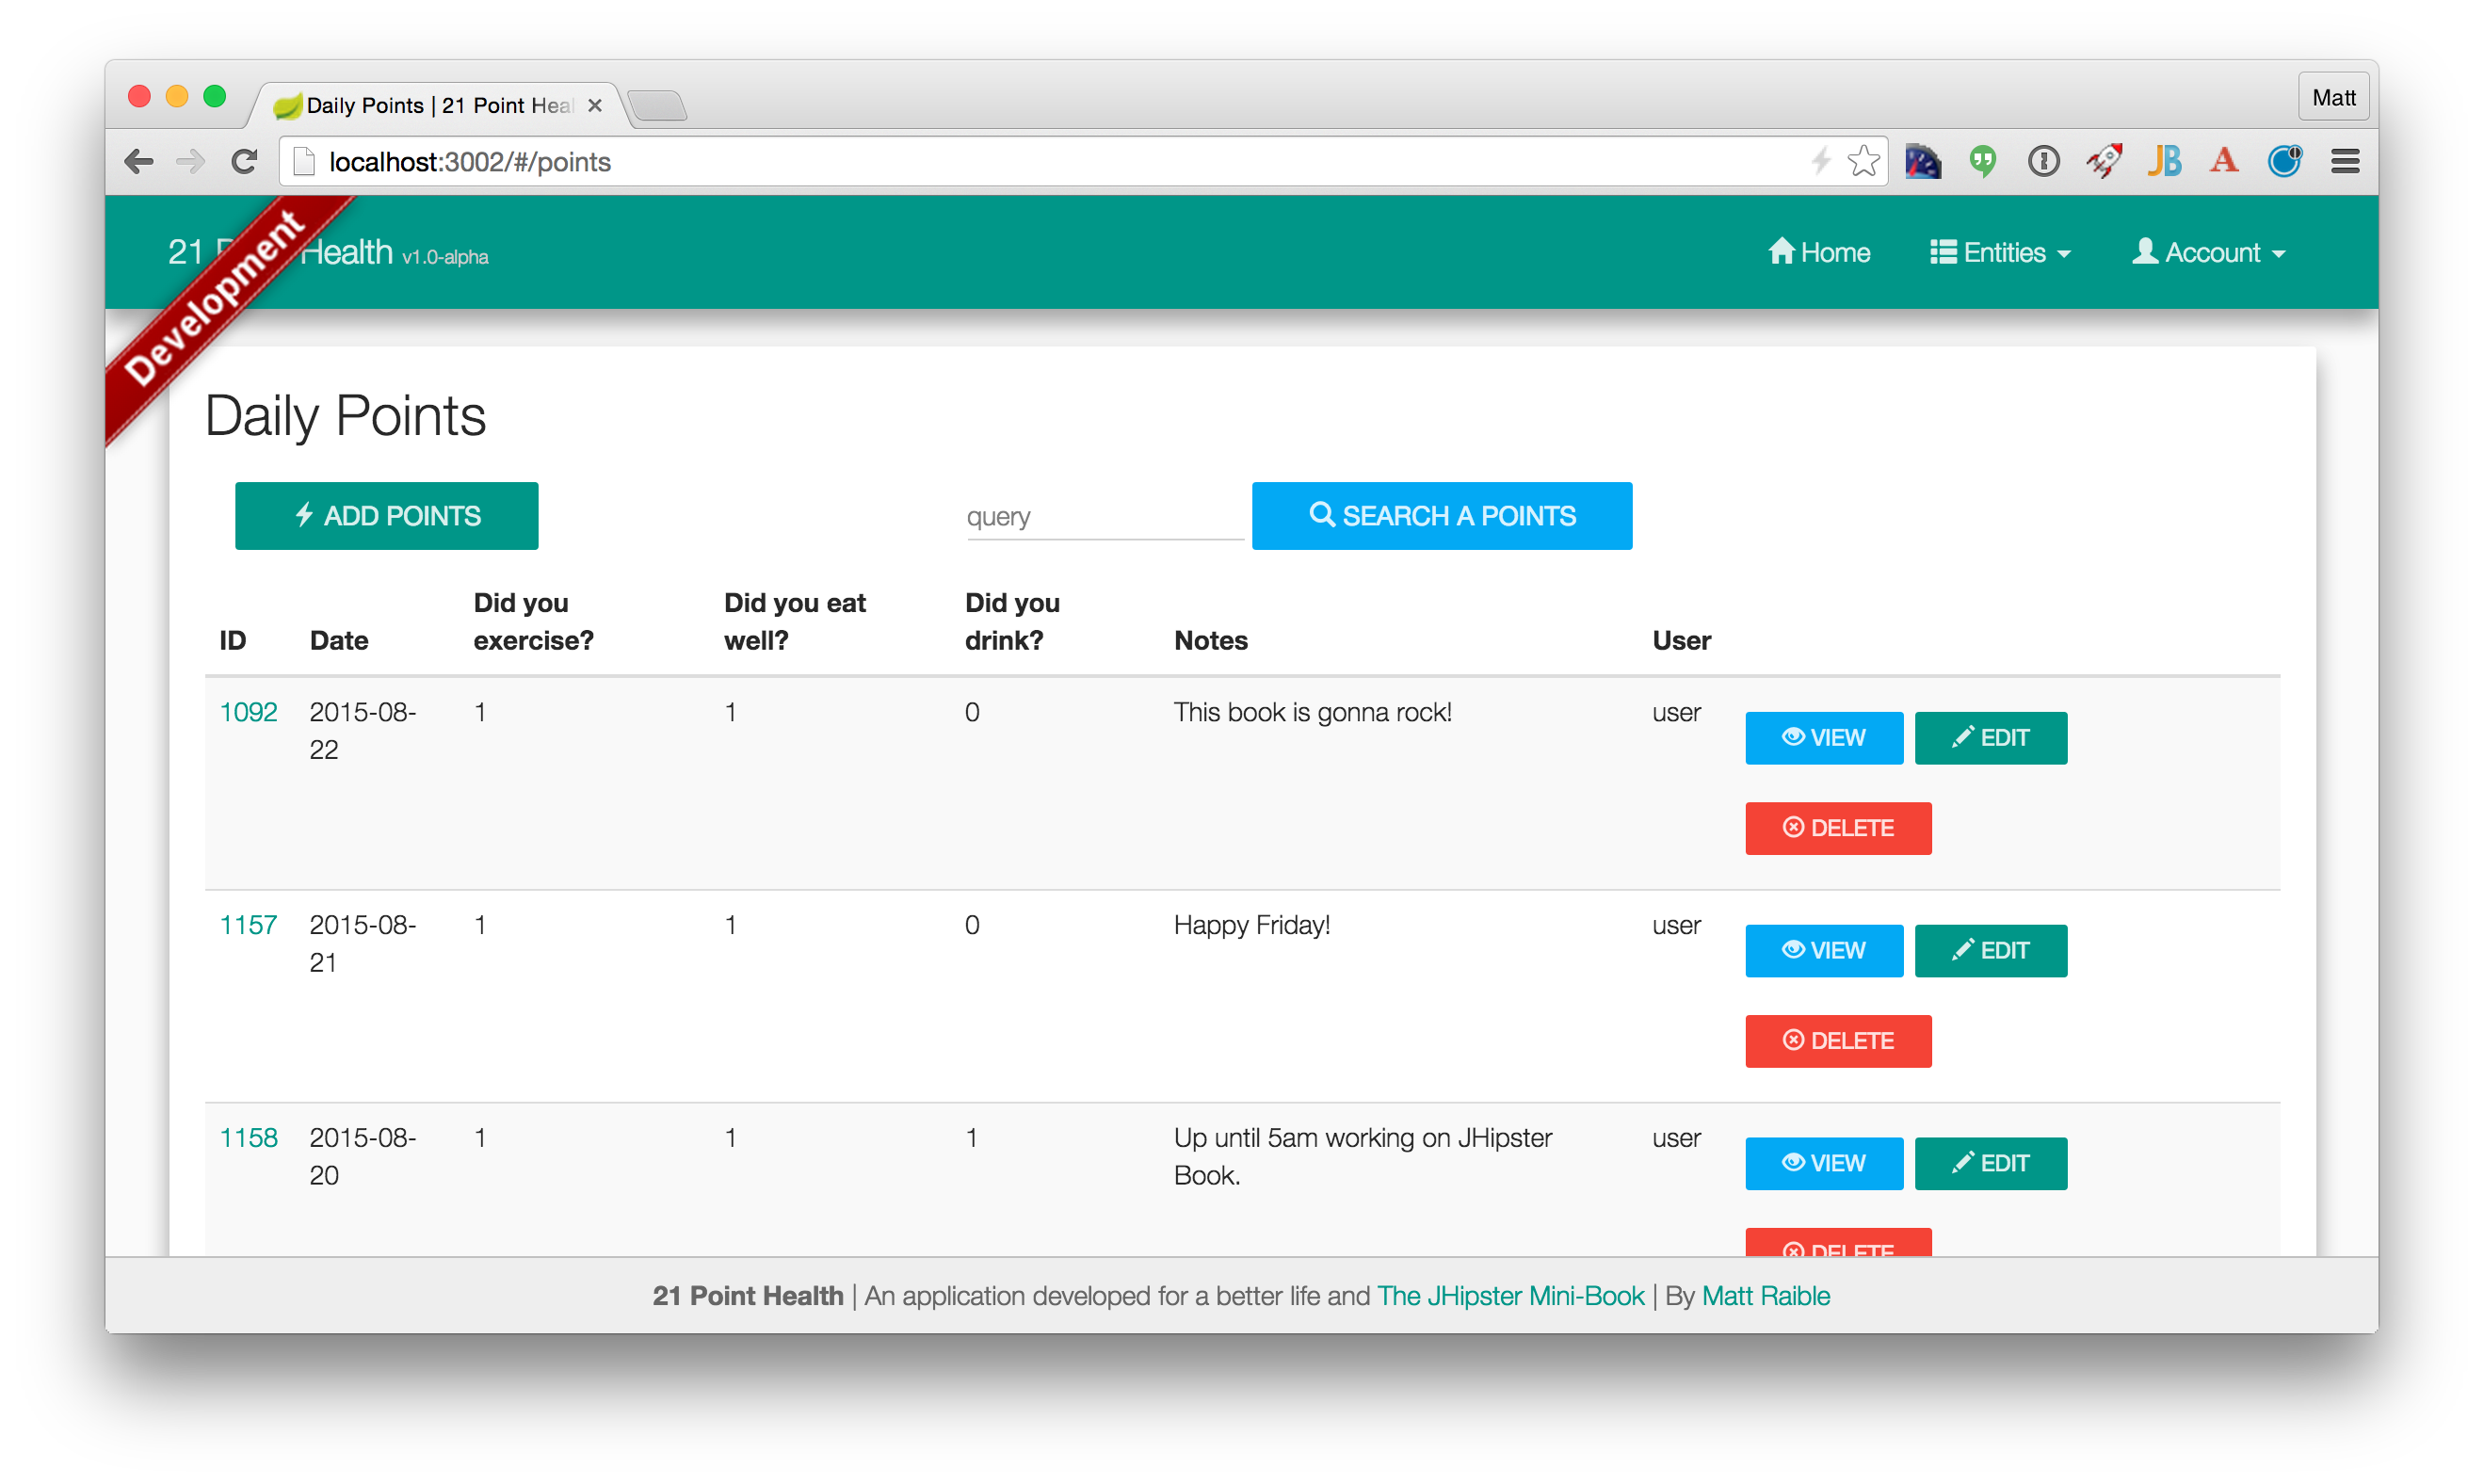 Daily Points | 21 Point Hea
Matt
localhost:3002/#/points
JB
A
Development
21 P Health v1.0-alpha
Home Entities Account
Daily Points
ADD POINTS
query
SEARCH A POINTS
ID Date Did you exercise? Did you eat well? Did you drink? Notes User
1092 2015-08-22 1 1 0 This book is gonna rock! user
VIEW EDIT
DELETE
1157 2015-08-21 1 1 0 Happy Friday! user
VIEW EDIT
DELETE
1158 2015-08-20 1 1 1 Up until 5am working on JHipster Book. user
VIEW EDIT
DELETE
21 Point Health | An application developed for a better life and The JHipster Mini-Book | By Matt Raible